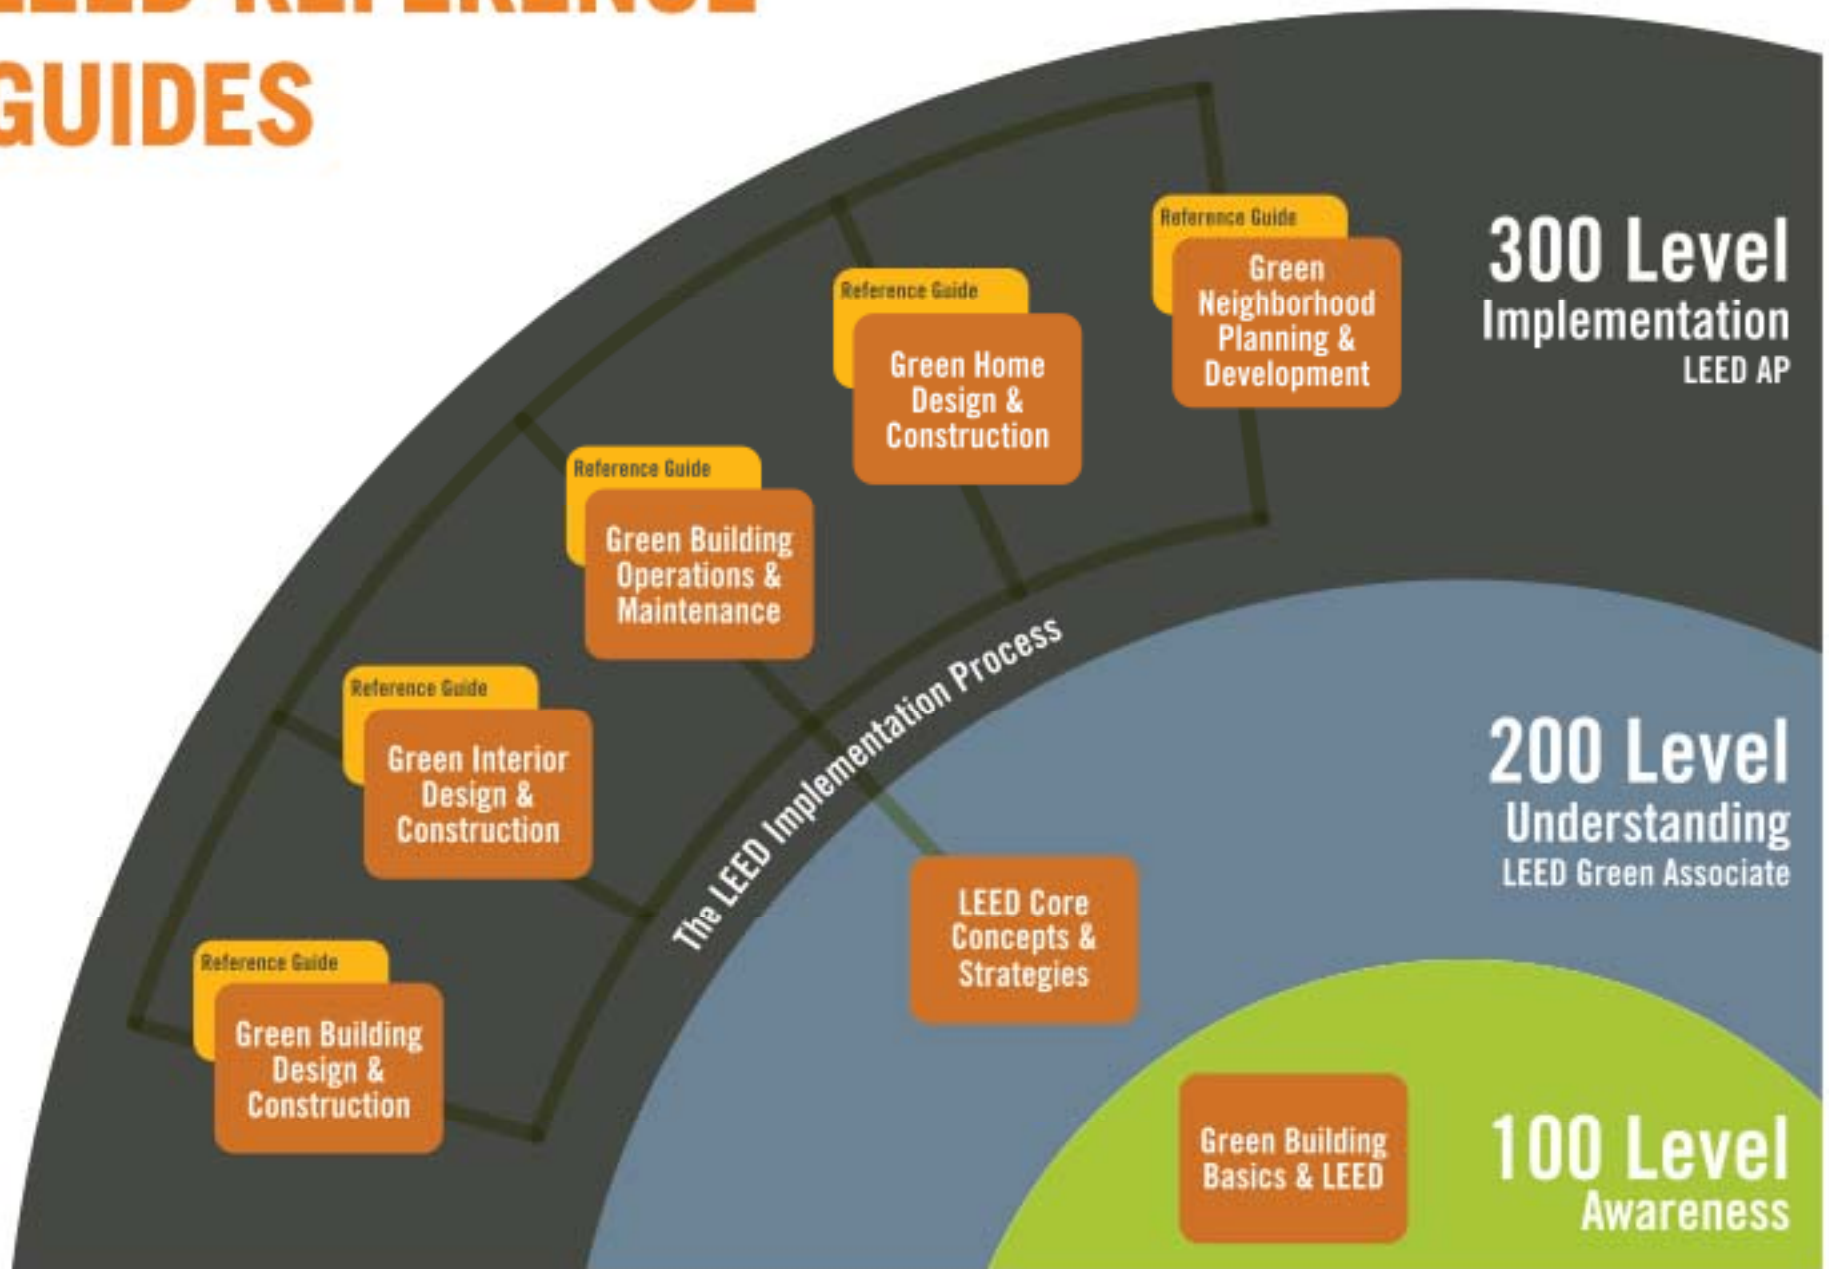 LEED REFERENCE
GUIDES
Reference Guide
Green
Neighborhood
Planning &
Development
300 Level
Implementation
LEED AP
Reference Guide
Green Home
Design &
Construction
Reference Guide
Green Building
Operations &
Maintenance
Reference Guide
Green Interior
Design &
Construction
Reference Guide
Green Building
Design &
Construction
The LEED Implementation Process
200 Level
Understanding
LEED Green Associate
LEED Core
Concepts &
Strategies
100 Level
Awareness
Green Building
Basics & LEED